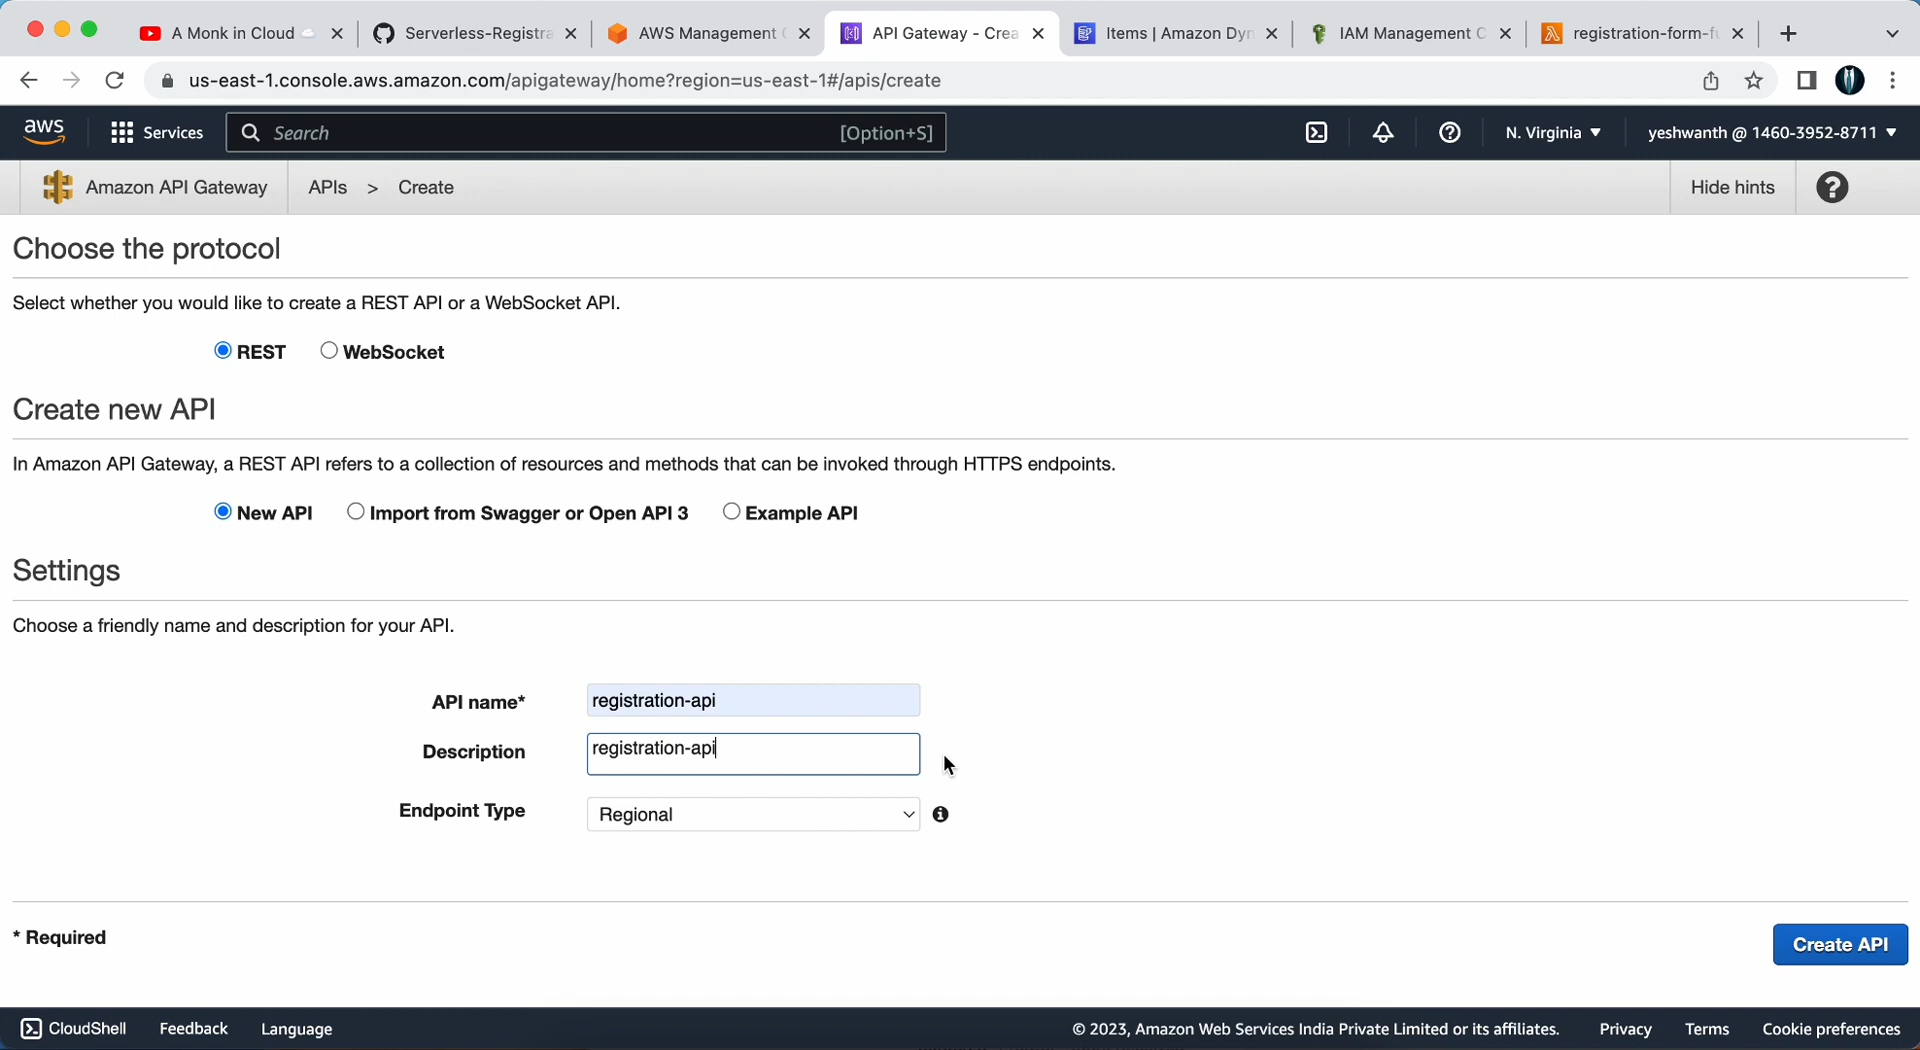 A Monk in Cloud
Serverless-Registra
AWS Management C
API Gateway - Crea
Items | Amazon Dyn
IAM Management C
registration-form-fu
us-east-1.console.aws.amazon.com/apigateway/home?region=us-east-1#/apis/create
aws
Services
Search
[Option+S]
N. Virginia
yeshwanth @ 1460-3952-8711
Amazon API Gateway
APIs > Create
Hide hints
Choose the protocol
Select whether you would like to create a REST API or a WebSocket API.
REST WebSocket
Create new API
In Amazon API Gateway, a REST API refers to a collection of resources and methods that can be invoked through HTTPS endpoints.
New API Import from Swagger or Open API 3 Example API
Settings
Choose a friendly name and description for your API.
API name* registration-api
Description registration-api
Endpoint Type Regional
* Required
Create API
CloudShell Feedback Language © 2023, Amazon Web Services India Private Limited or its affiliates. Privacy Terms Cookie preferences